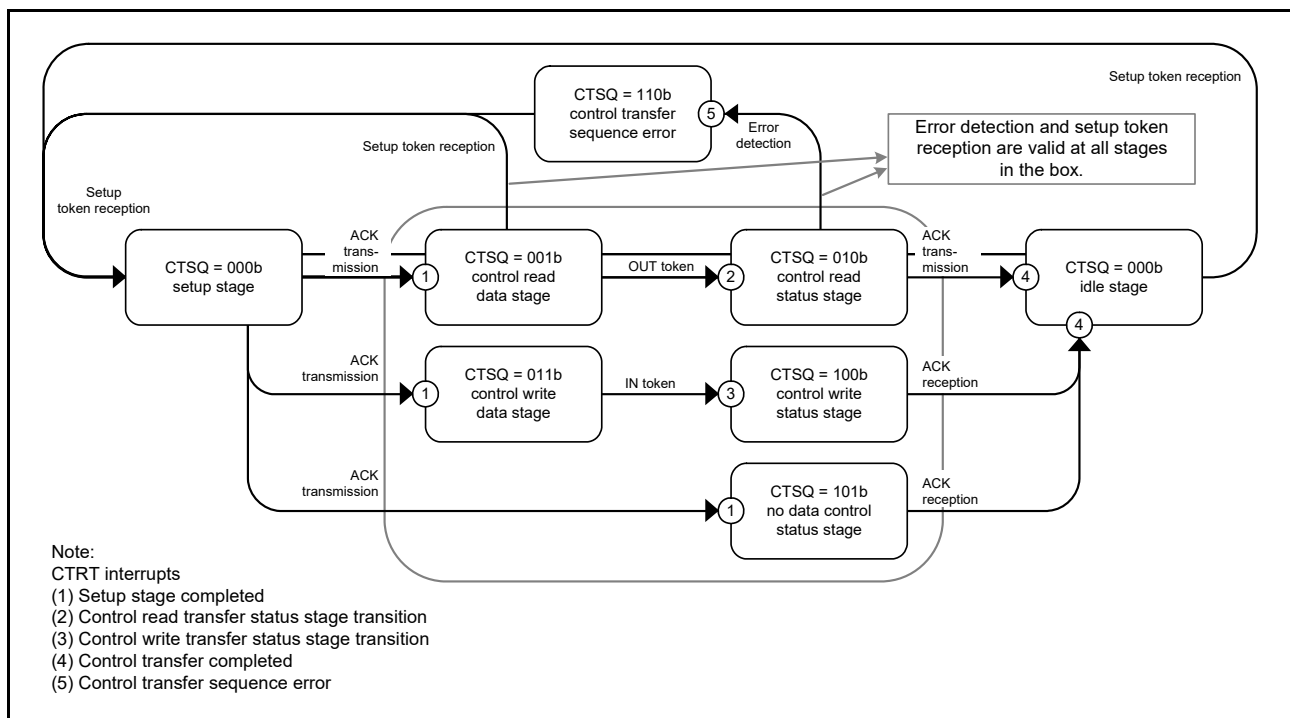 Setup token reception
CTSQ = 110b
control transfer
sequence error
5
Error
detection
Setup token reception
Error detection and setup token
reception are valid at all stages
in the box.
Setup
token reception
CTSQ = 000b
setup stage
ACK
trans-
mission
1
CTSQ = 001b
control read
data stage
OUT token
2
CTSQ = 010b
control read
status stage
ACK
trans-
mission
4
CTSQ = 000b
idle stage
4
ACK
transmission
1
CTSQ = 011b
control write
data stage
IN token
3
CTSQ = 100b
control write
status stage
ACK
reception
ACK
transmission
1
CTSQ = 101b
no data control
status stage
ACK
reception
Note:
CTRT interrupts
(1) Setup stage completed
(2) Control read transfer status stage transition
(3) Control write transfer status stage transition
(4) Control transfer completed
(5) Control transfer sequence error